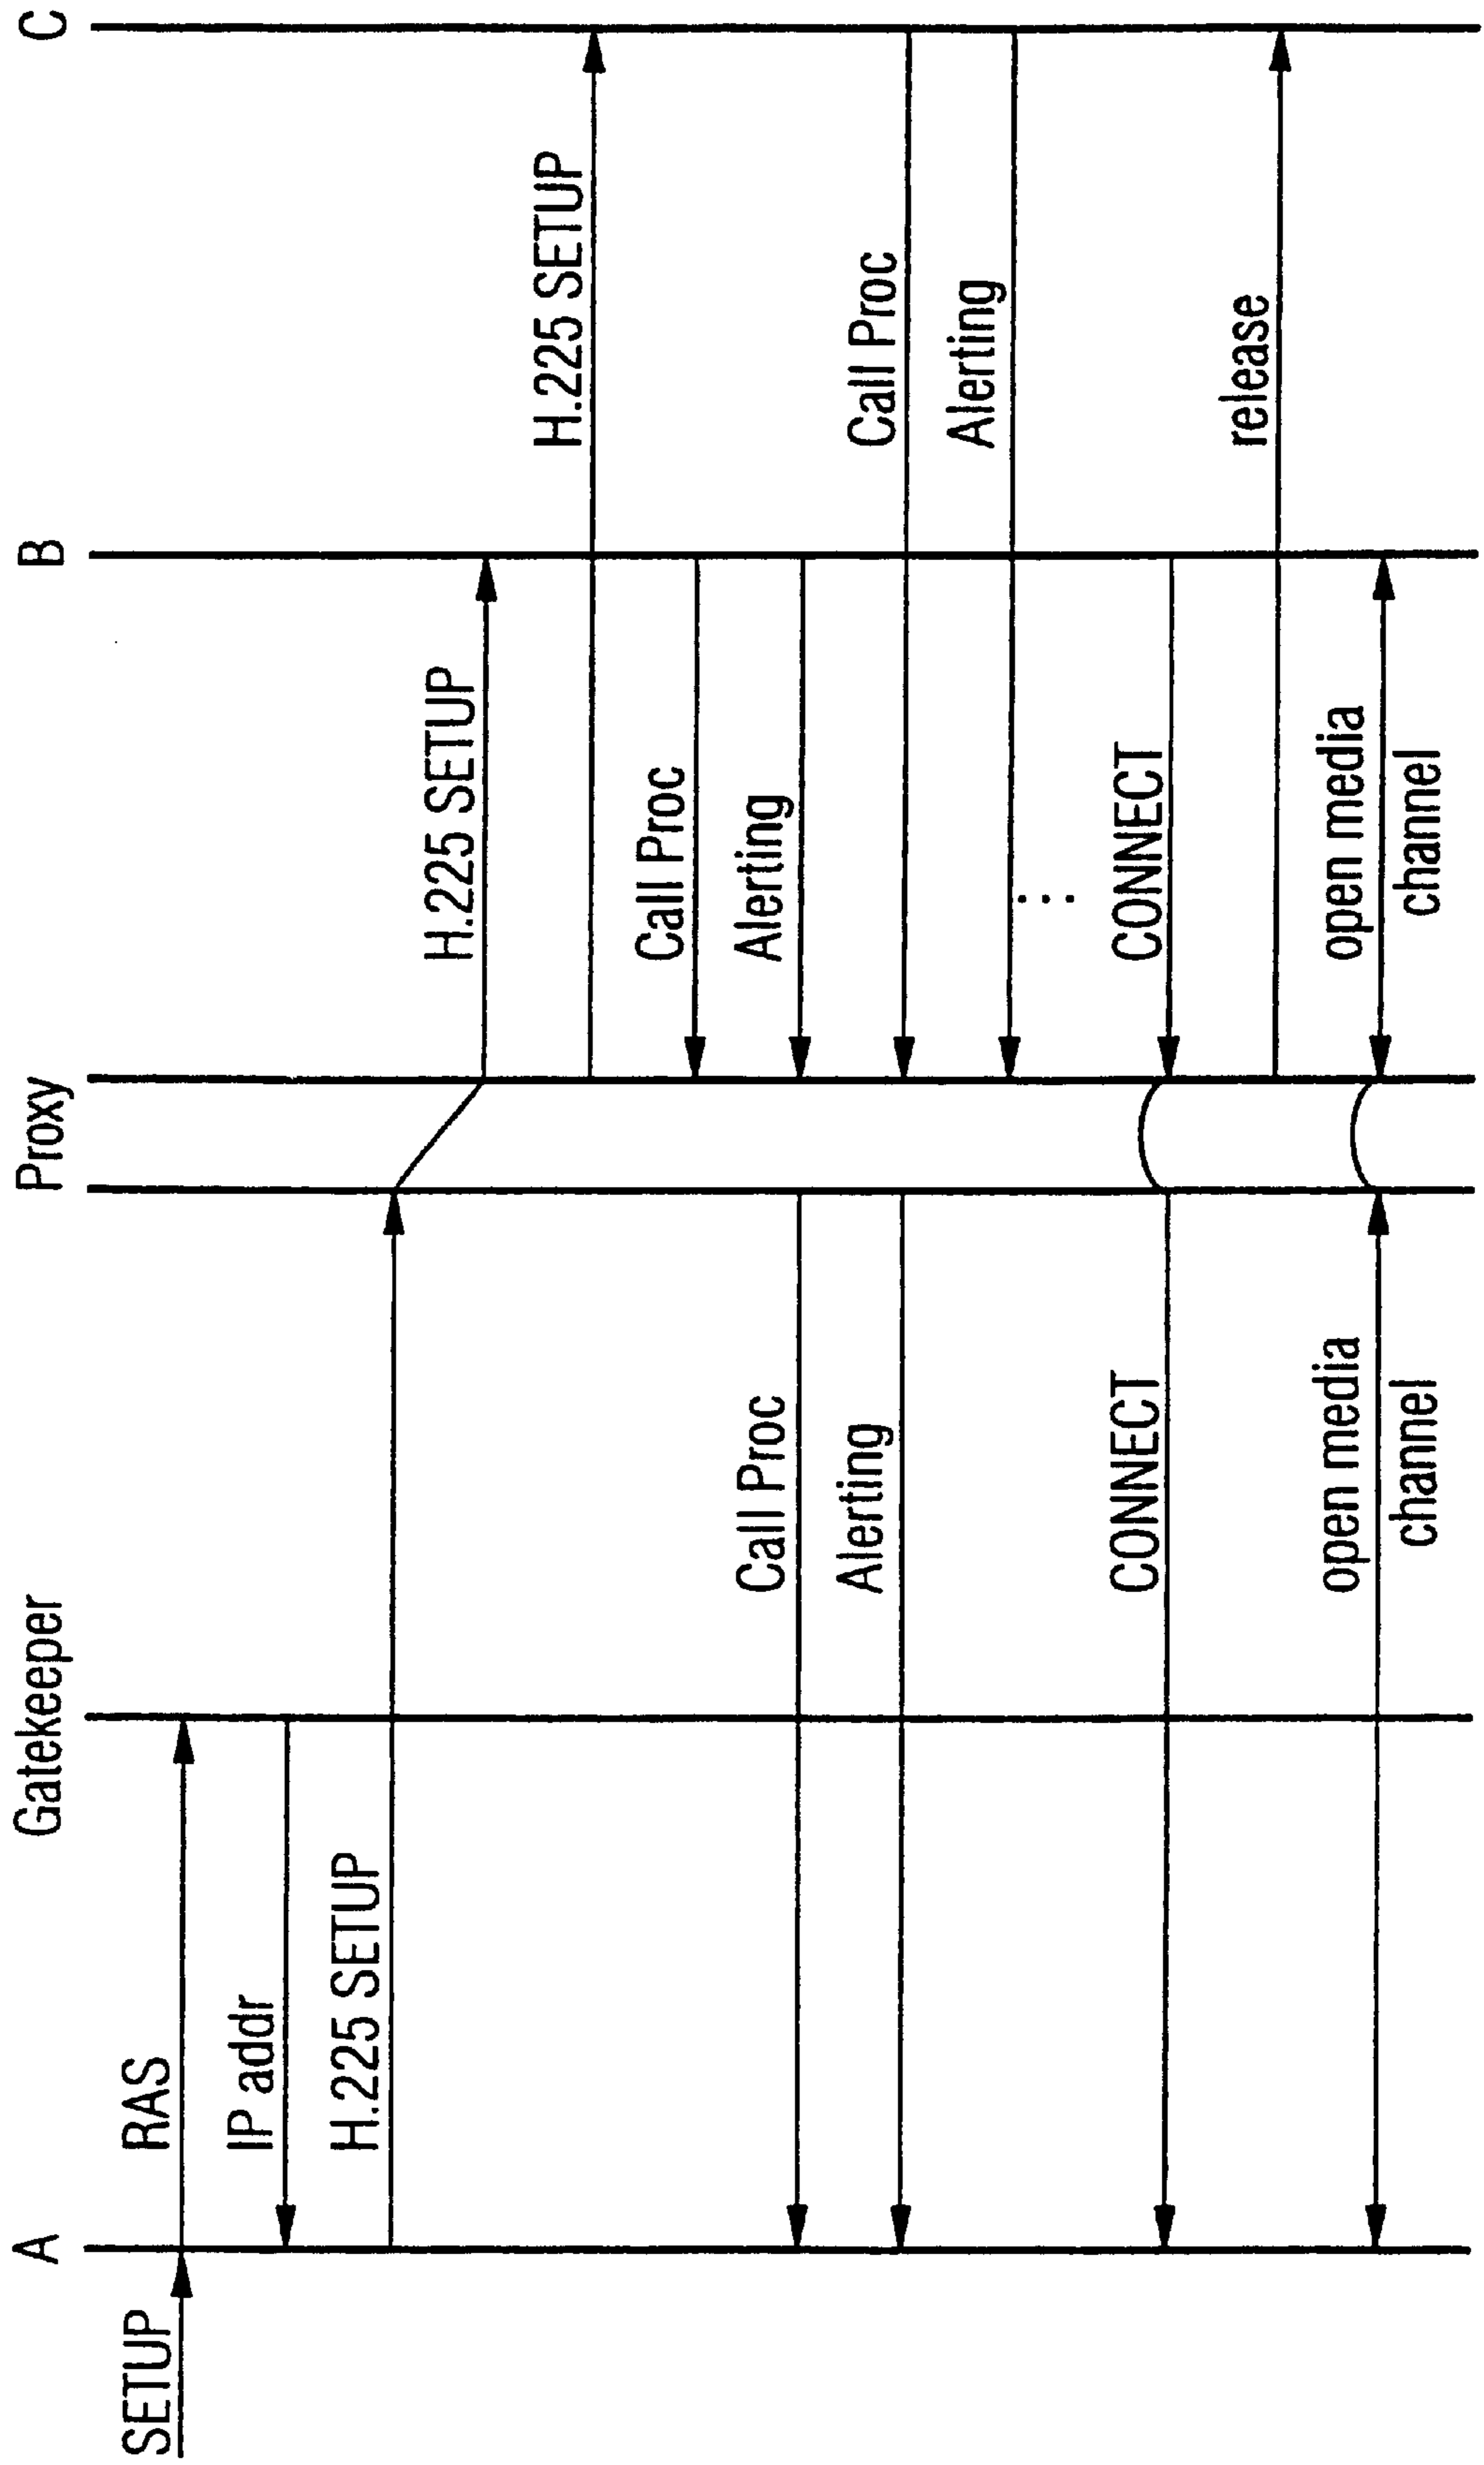 A
Gatekeeper
Proxy
B
C
SETUP
RAS
IP addr
H.225 SETUP
H.225 SETUP
H.225 SETUP
Call Proc
Call Proc
Alerting
Alerting
Call Proc
Alerting
...
CONNECT
CONNECT
release
open media
channel
open media
channel